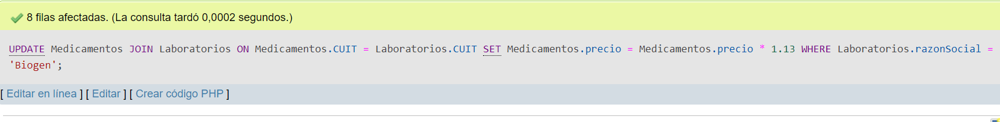 8 filas afectadas. (La consulta tardó 0,0002 segundos.)
UPDATE Medicamentos JOIN Laboratorios ON Medicamentos.CUIT = Laboratorios.CUIT SET Medicamentos.precio = Medicamentos.precio * 1.13 WHERE Laboratorios.razonSocial =
'Biogen';
[ Editar en línea ] [ Editar ] [ Crear código PHP ]